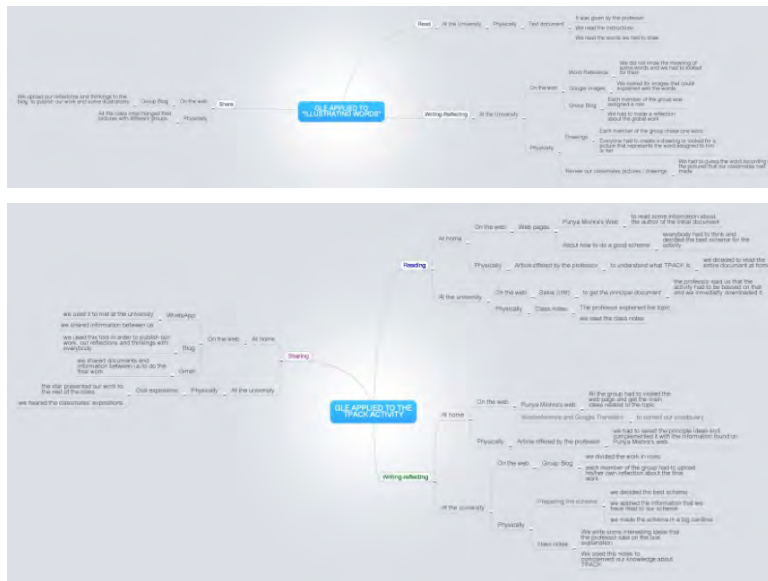 Read
At the University
Physically
Text document
It was given by the professor
We read the instructions
We read the words we had to draw
We upload our reflections and thinkings to the
blog, to publish our work and some illustrations
Group Blog
On the web
Share
All the class interchanged their
pictures with different groups
Physically
GLE APPLIED TO
"ILLUSTRATING WORDS"
Writing-Reflecting
At the University
On the web
Word Reference
We did not know the meaning of
some words and we had to looked
for them
Google Images
We looked for images that could
explained well the words
Group Blog
Each member of the group was
assigned a role
We had to made a reflection
about the global work
Physically
Drawings
Each member of the group chose one word
Everyone had to create a drawing or looked for a
picture that represents the word assigned to him
or her
Review our classmates pictures / drawings
We had to guess the word according to
the pictures that our classmates had
made
Reading
At home
On the web
Web pages
Punya Mishra's Web
to read some information about
the author of the initial document
About how to do a good scheme
everybody had to think and
decided the best scheme for the
activity
Physically
Article offered by the professor
to understand what TPACK is
we decided to read the
entire document at home
At the university
On the web
to get the principal document
the professor said us that the
activity had to be based on that
and we inmediatly downloaded it
Physically
Class notes
The professor explained the topic
we read the class notes
Sharing
At home
On the web
WhatsApp
we used it to met at the university
we shared information between us
Blog
we used this tool in order to publish our
work, our reflections and thinkings with
everybody
Gmail
we shared documents and
information between us to do the
final work
At the university
Physically
Oral expositions
the star presented our work to
the rest of the class
we heared the classmates' expositions
GLE APPLIED TO THE
TPACK ACTIVITY
Writing-reflecting
At home
On the web
Punya Mishra's web
All the group had to visited the
web page and get the main
ideas related to the topic
Wordreference and Google Translator
to correct our vocabulary
Physically
Article offered by the professor
we had to select the principle ideas and
complemented it with the information found on
Punya Mishra's web
At the university
On the web
Group Blog
we divided the work in roles
each member of the group had to upload
his/her own reflection about the final
work
Physically
Preparing the scheme
we decided the best scheme
we added the information that we
have read to our scheme
we made the scheme in a big cardboard
Class notes
We write some interesting ideas that
the professor said on the oral
explanation
We used this notes to
complement our knowledge about
TPACK